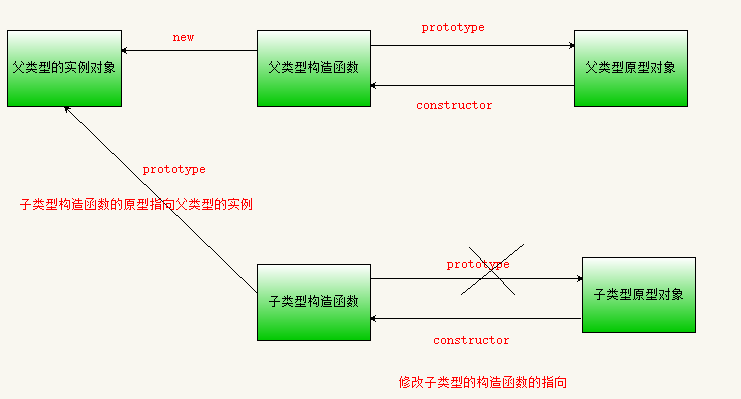 new
prototype
父类型的实例对象
父类型构造函数
父类型原型对象
constructor
prototype
子类型构造函数的原型指向父类型的实例
prototype
子类型构造函数
子类型原型对象
constructor
修改子类型的构造函数的指向